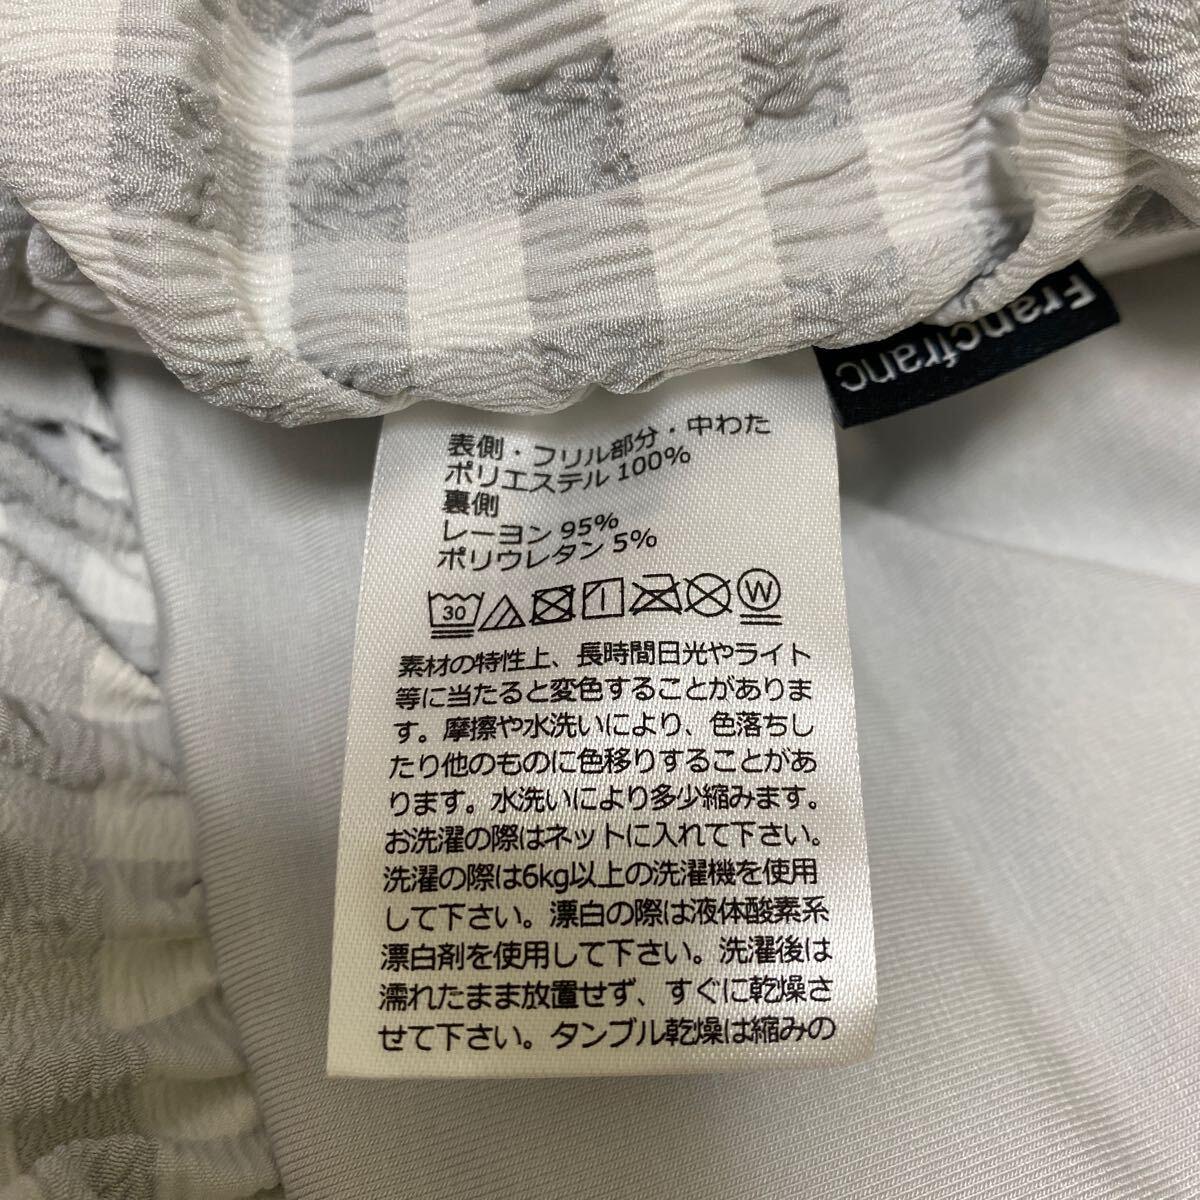 Francfranc
表側・フリル部分・中わた
ポリエステル 100%
裏側
レーヨン 95%
ポリウレタン 5%
30 W
素材の特性上、長時間日光やライト
等に当たると変色することがありま
す。摩擦や水洗いにより、色落ちし
たり他のものに色移りすることがあ
ります。水洗いにより多少縮みます。
お洗濯の際はネットに入れて下さい。
洗濯の際は6kg以上の洗濯機を使用
して下さい。漂白の際は液体酸素系
漂白剤を使用して下さい。洗濯後は
濡れたまま放置せず、すぐに乾燥さ
せて下さい。タンブル乾燥は縮みの